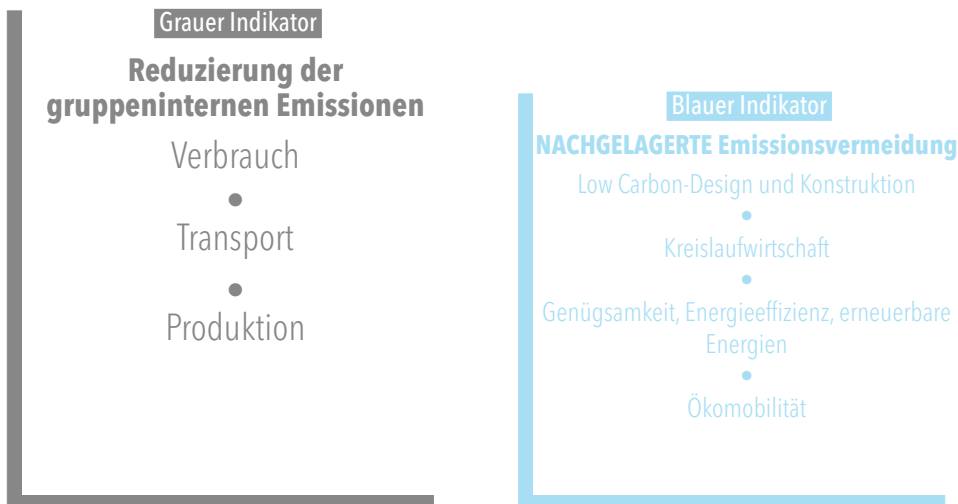 Grauer Indikator
Reduzierung der
gruppeninternen Emissionen
Verbrauch
•
Transport
•
Produktion
Blauer Indikator
NACHGELAGERTE Emissionsvermeidung
Low Carbon-Design und Konstruktion
•
Kreislaufwirtschaft
•
Genügsamkeit, Energieeffizienz, erneuerbare
Energien
•
Ökomobilität